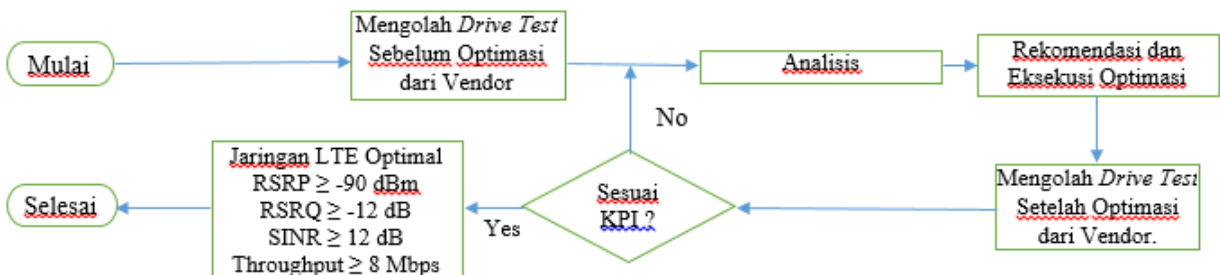 Mulai
Mengolah Drive Test
Sebelum Optimasi
dari Vendor
Analisis
Rekomendasi dan
Eksekusi Optimasi
Mengolah Drive Test
Setelah Optimasi
dari Vendor.
Sesuai
KPI?
No
Yes
Jaringan LTE Optimal
RSRP ≥ -90 dBm
RSRQ ≥ -12 dB
SINR ≥ 12 dB
Throughput ≥ 8 Mbps
Selesai